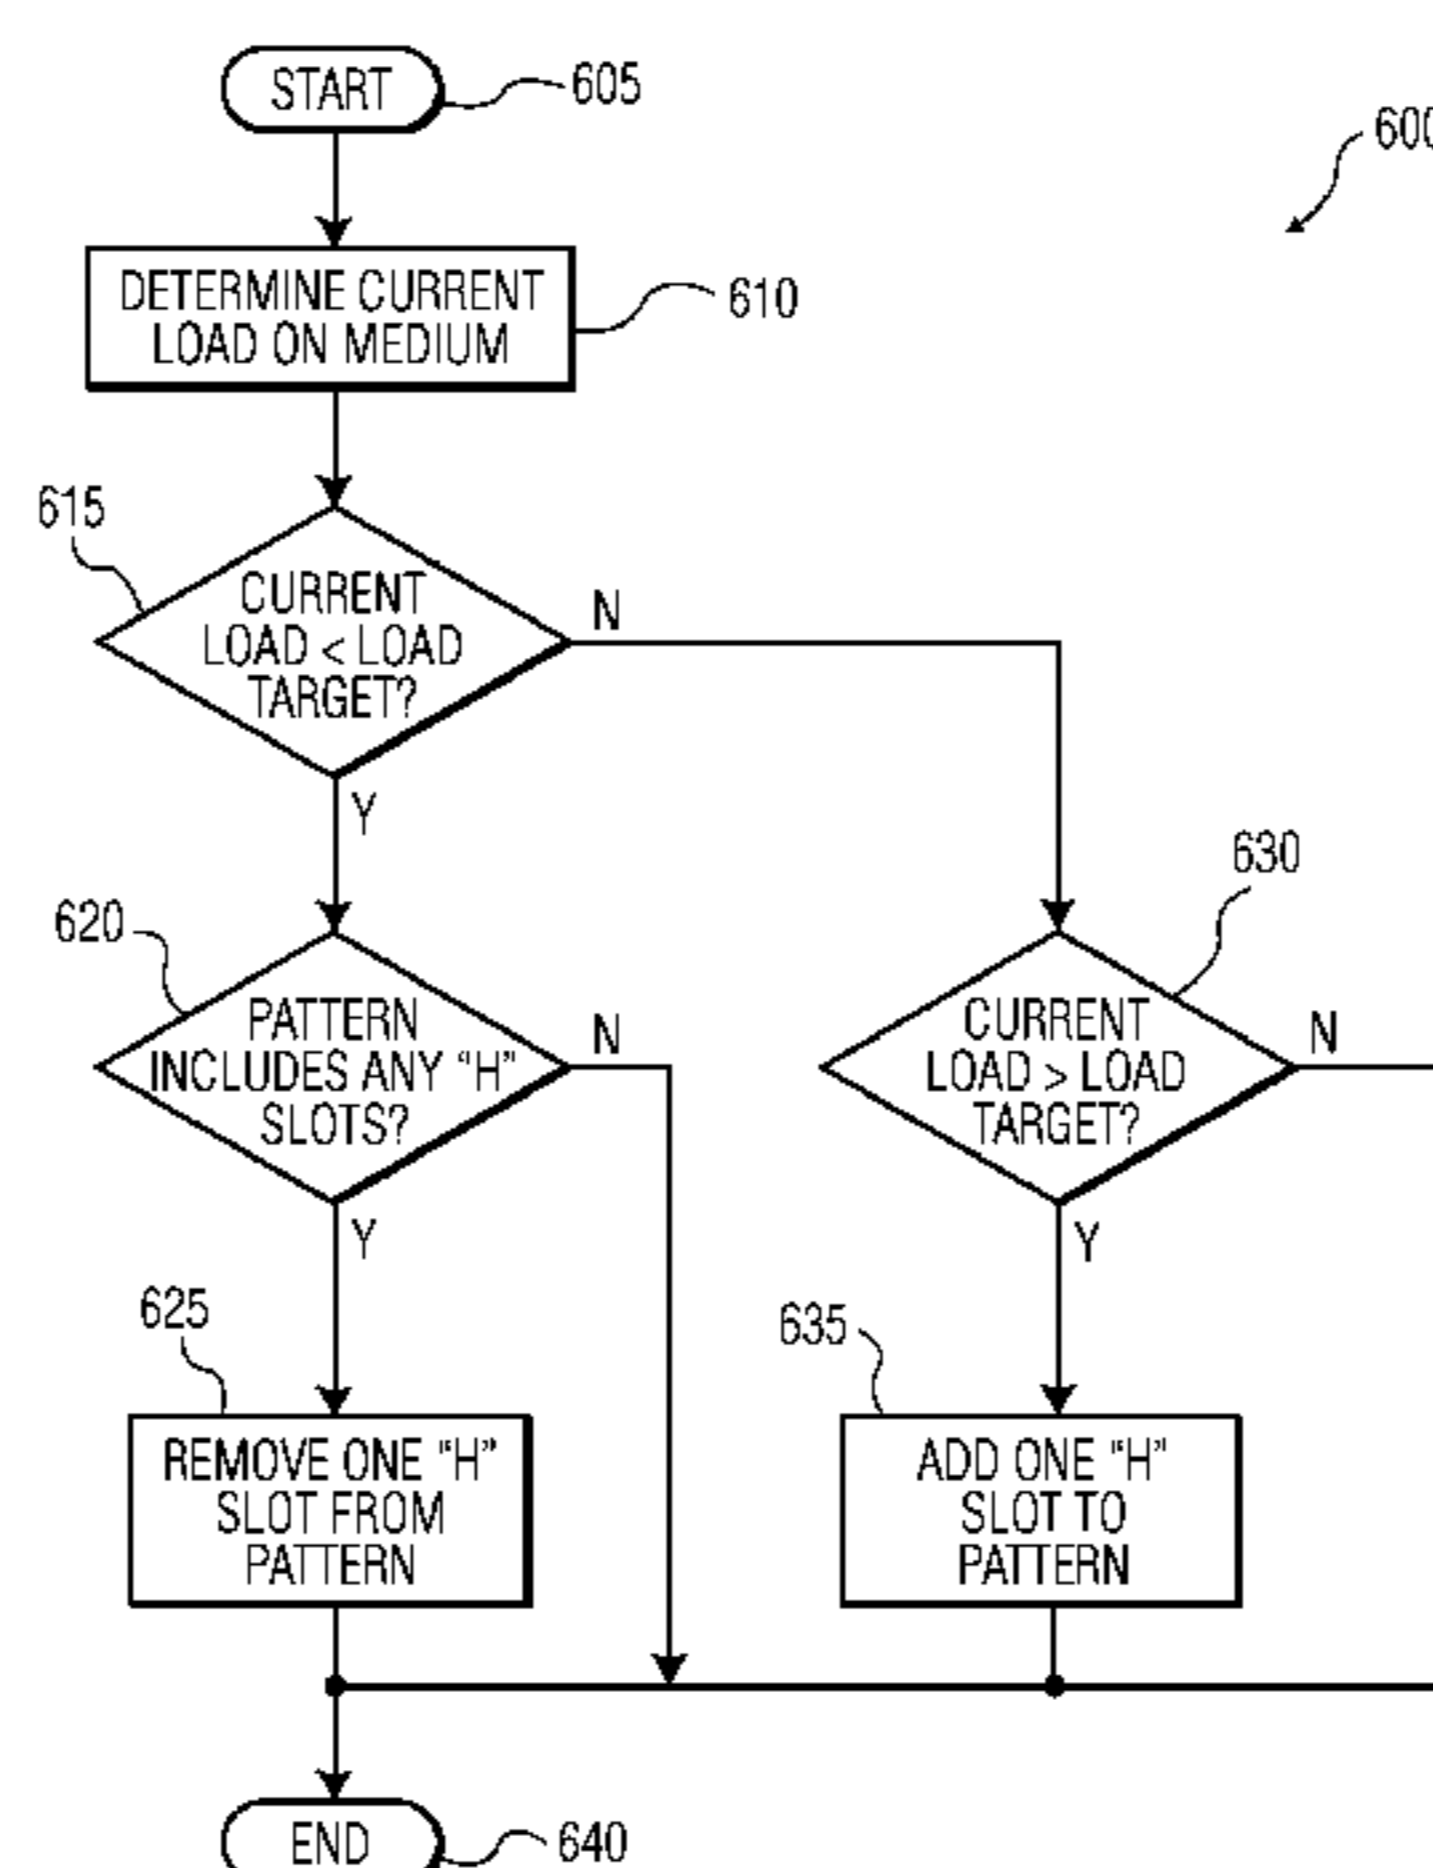 START
605
600
DETERMINE CURRENT
LOAD ON MEDIUM
610
615
CURRENT
LOAD < LOAD
TARGET?
N
Y
630
620
PATTERN
INCLUDES ANY “H”
SLOTS?
N
CURRENT
LOAD > LOAD
TARGET?
N
Y
Y
625
635
REMOVE ONE “H”
SLOT FROM
PATTERN
ADD ONE “H”
SLOT TO
PATTERN
END
640